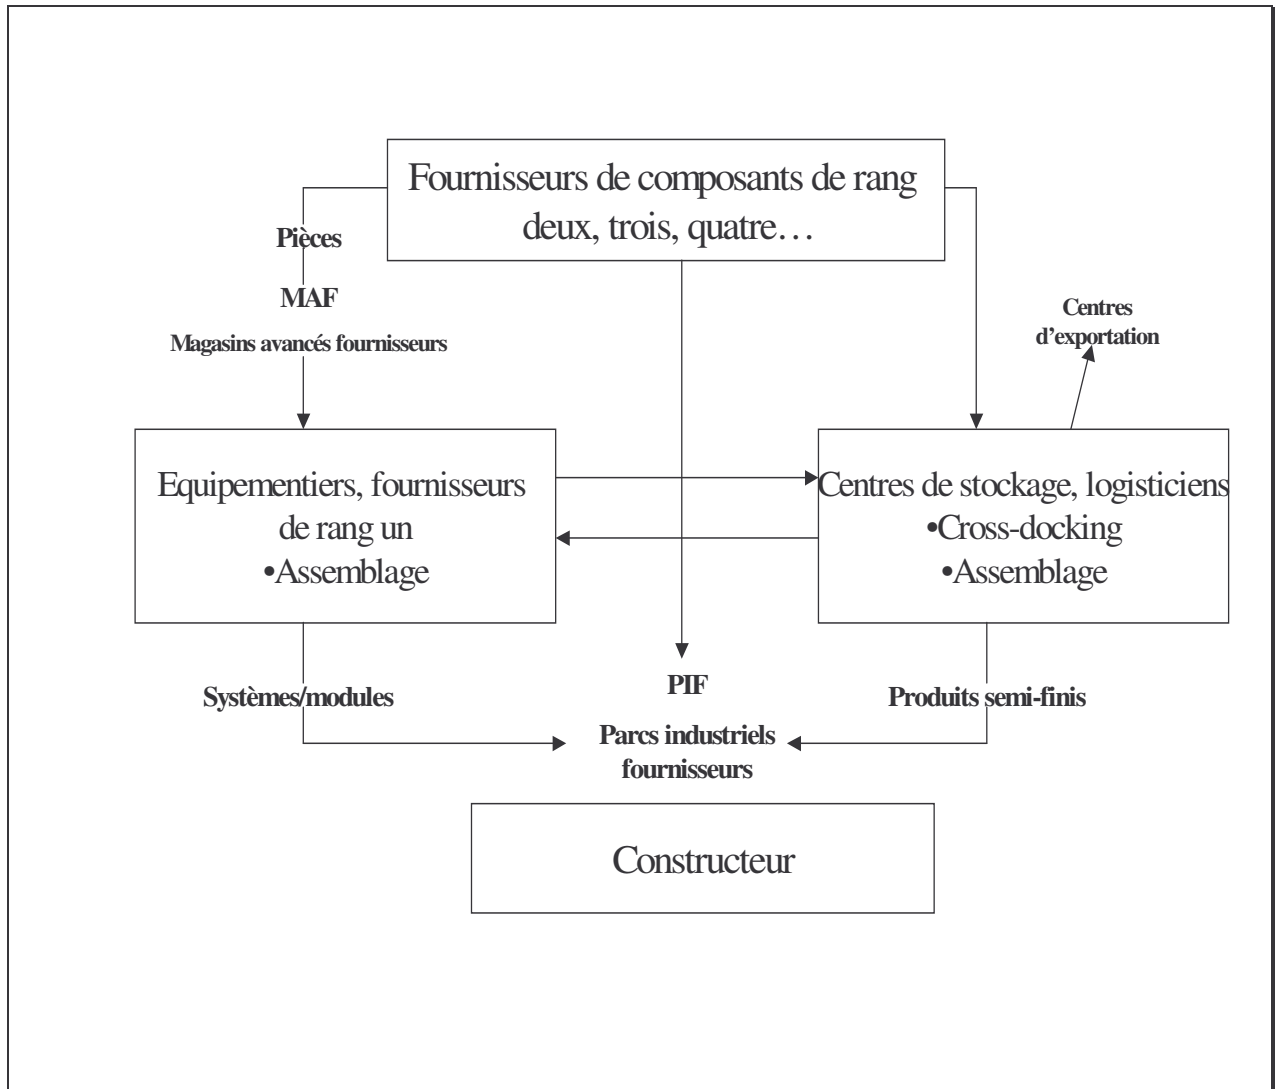 Fournisseurs de composants de rang
deux, trois, quatre…
Pièces
MAF
Magasins avancés fournisseurs
Centres
d’exportation
Equipementiers, fournisseurs
de rang un
•Assemblage
Centres de stockage, logisticiens
•Cross-docking
•Assemblage
Systèmes/modules
PIF
Produits semi-finis
Parcs industriels
fournisseurs
Constructeur